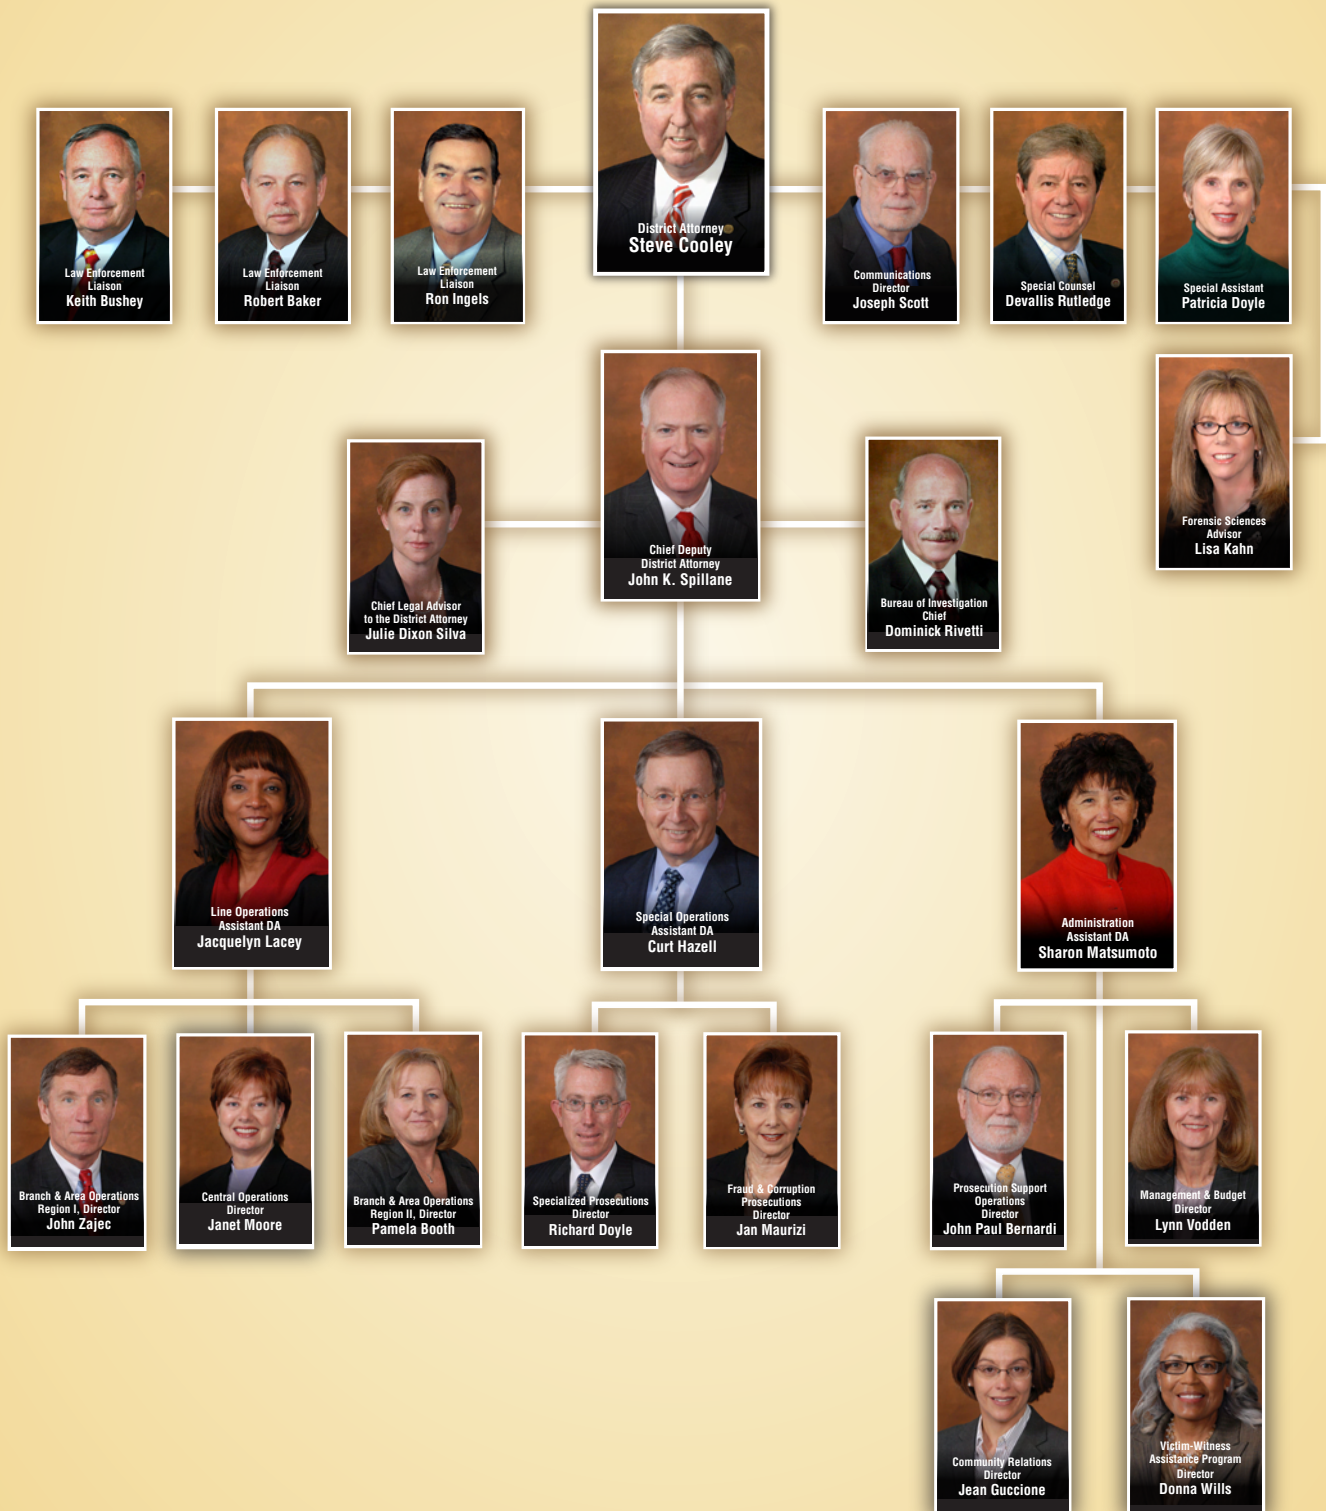 District Attorney
Steve Cooley
Law Enforcement
Liaison
Keith Bushey
Law Enforcement
Liaison
Robert Baker
Law Enforcement
Liaison
Ron Ingels
Communications
Director
Joseph Scott
Special Counsel
Devallis Rutledge
Special Assistant
Patricia Doyle
Forensic Sciences
Advisor
Lisa Kahn
Chief Deputy
District Attorney
John K. Spillane
Chief Legal Advisor
to the District Attorney
Julie Dixon Silva
Bureau of Investigation
Chief
Dominick Rivetti
Line Operations
Assistant DA
Jacquelyn Lacey
Special Operations
Assistant DA
Curt Hazell
Administration
Assistant DA
Sharon Matsumoto
Branch & Area Operations
Region I, Director
John Zajec
Central Operations
Director
Janet Moore
Branch & Area Operations
Region II, Director
Pamela Booth
Specialized Prosecutions
Director
Richard Doyle
Fraud & Corruption
Prosecutions
Director
Jan Maurizi
Prosecution Support
Operations
Director
John Paul Bernardi
Management & Budget
Director
Lynn Vodden
Community Relations
Director
Jean Guccione
Victim-Witness
Assistance Program
Director
Donna Wills